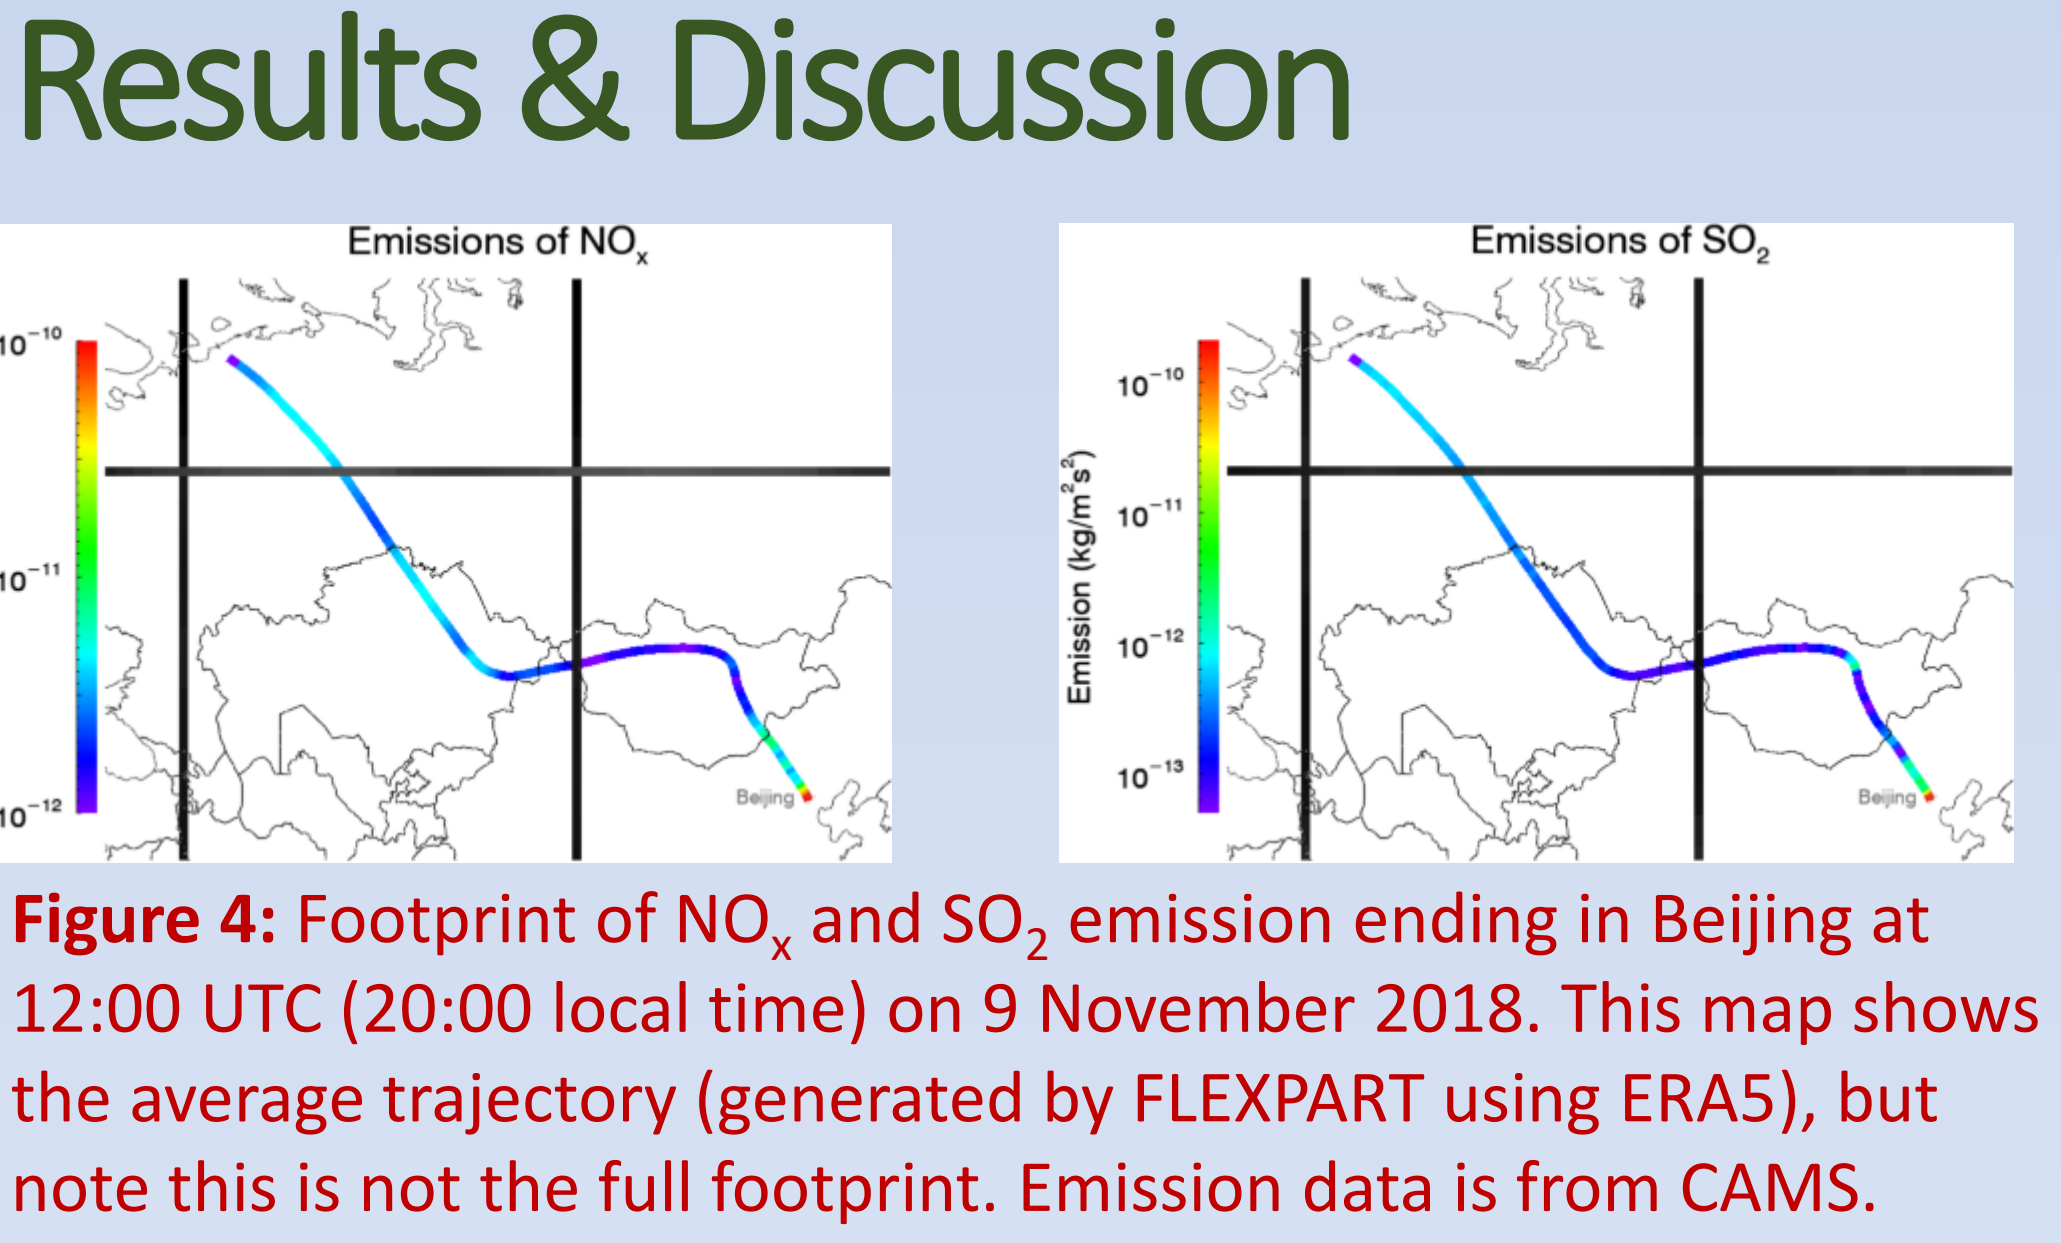 Results & Discussion
Emissions of NOₓ
10⁻¹⁰
10⁻¹¹
10⁻¹²
Beijing
Emissions of SO₂
Emission (kg/m²s²)
10⁻¹⁰
10⁻¹¹
10⁻¹²
10⁻¹³
Beijing
Figure 4: Footprint of NOₓ and SO₂ emission ending in Beijing at
12:00 UTC (20:00 local time) on 9 November 2018. This map shows
the average trajectory (generated by FLEXPART using ERA5), but
note this is not the full footprint. Emission data is from CAMS.